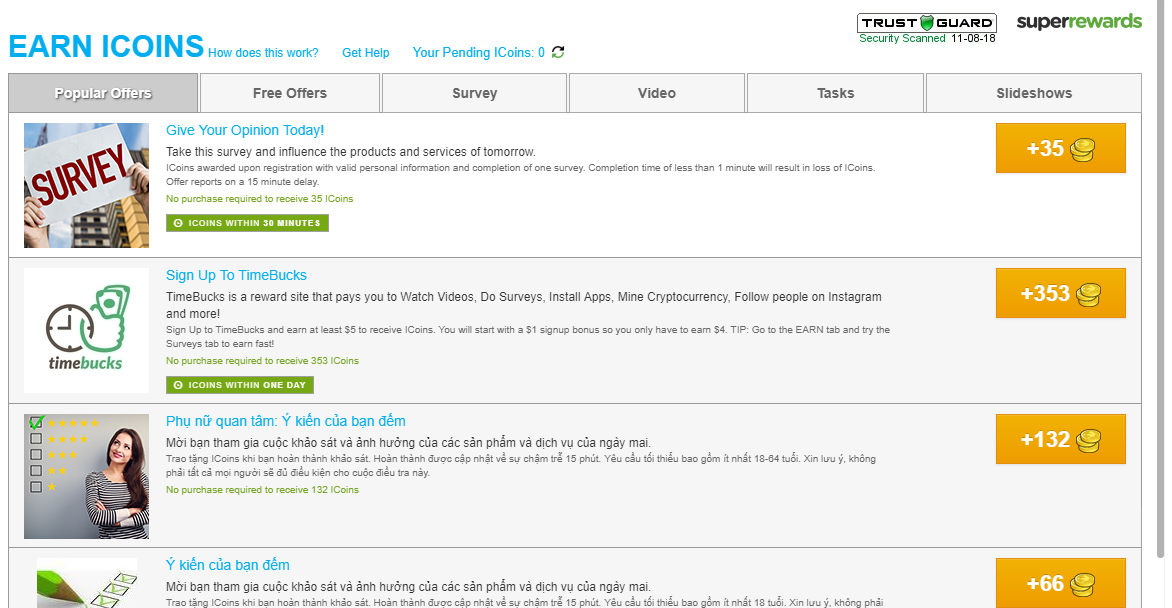 TRUST GUARD
Security Scanned 11-08-18
superrewards
EARN ICOINS How does this work? Get Help Your Pending ICoins: 0
Popular Offers Free Offers Survey Video Tasks Slideshows
SURVEY
Give Your Opinion Today!
Take this survey and influence the products and services of tomorrow.
ICoins awarded upon registration with valid personal information and completion of one survey. Completion time of less than 1 minute will result in loss of ICoins.
Offer reports on a 15 minute delay.
No purchase required to receive 35 ICoins
ICOINS WITHIN 30 MINUTES
+35
timebucks
Sign Up To TimeBucks
TimeBucks is a reward site that pays you to Watch Videos, Do Surveys, Install Apps, Mine Cryptocurrency, Follow people on Instagram
and more!
Sign Up to TimeBucks and earn at least $5 to receive ICoins. You will start with a $1 signup bonus so you only have to earn $4. TIP: Go to the EARN tab and try the
Surveys tab to earn fast!
No purchase required to receive 353 ICoins
ICOINS WITHIN ONE DAY
+353
Phụ nữ quan tâm: Ý kiến của bạn đếm
Mời bạn tham gia cuộc khảo sát và ảnh hưởng của các sản phẩm và dịch vụ của ngày mai.
Trao tặng ICoins khi bạn hoàn thành khảo sát. Hoàn thành được cập nhật về sự chậm trễ 15 phút. Yêu cầu tối thiểu bao gồm ít nhất 18-64 tuổi. Xin lưu ý, không
phải tất cả mọi người sẽ đủ điều kiện cho cuộc điều tra này.
No purchase required to receive 132 ICoins
+132
Ý kiến của bạn đếm
Mời bạn tham gia cuộc khảo sát và ảnh hưởng của các sản phẩm và dịch vụ của ngày mai.
Trao tặng ICoins khi bạn hoàn thành khảo sát. Hoàn thành được cập nhật về sự chậm trễ 15 phút. Yêu cầu tối thiểu bao gồm ít nhất 18 tuổi. Xin lưu ý, không phải
+66